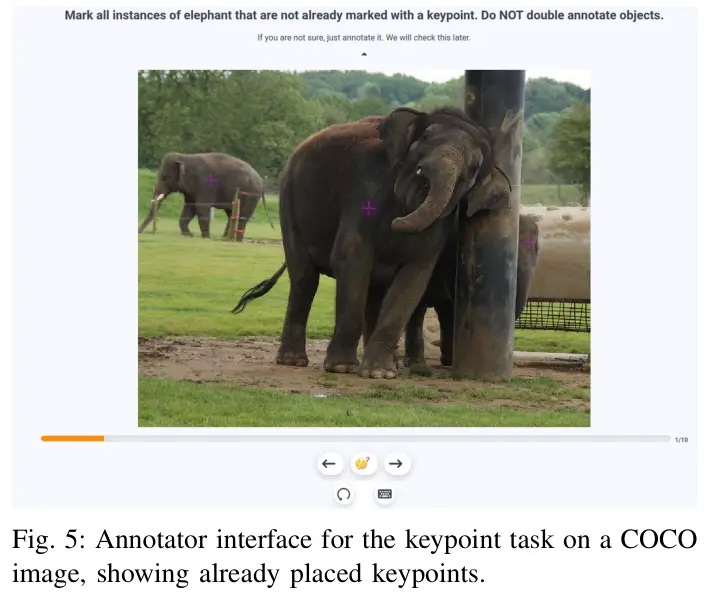 Mark all instances of elephant that are not already marked with a keypoint. Do NOT double annotate objects.
If you are not sure, just annotate it. We will check this later.
1/10
Fig. 5: Annotator interface for the keypoint task on a COCO
image, showing already placed keypoints.